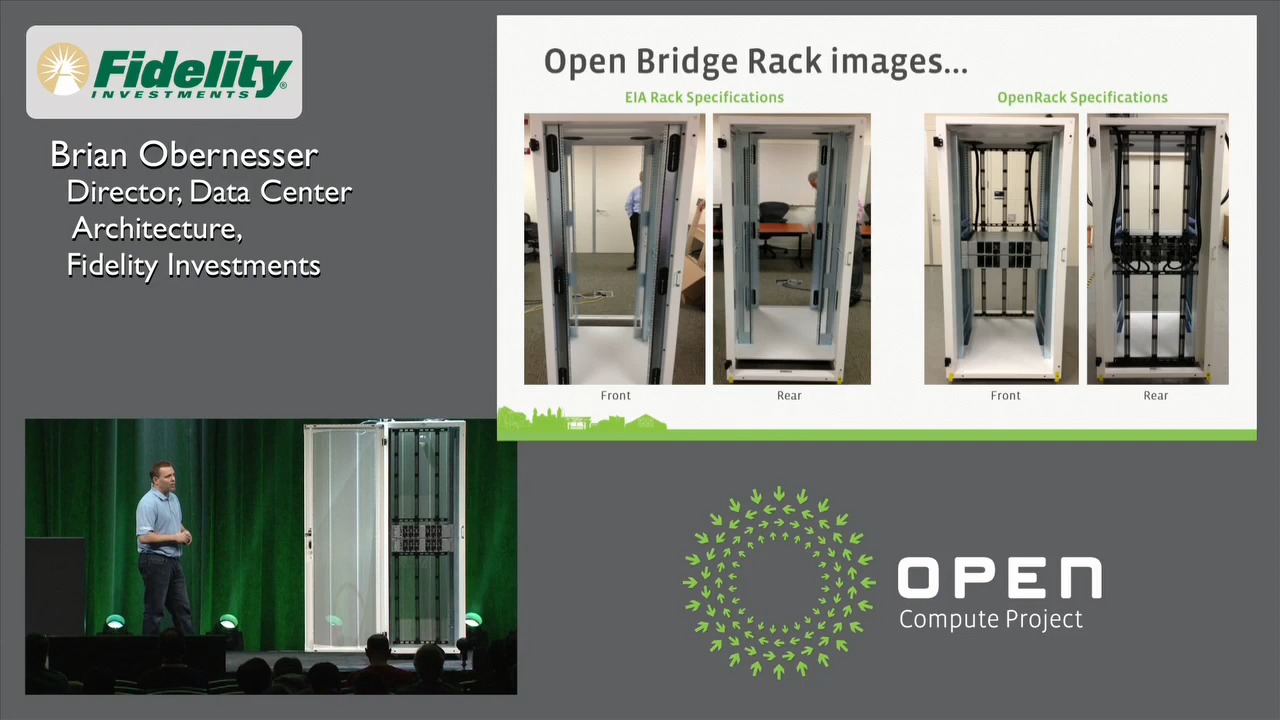 Fidelity
INVESTMENTS®
Brian Obernesser
Director, Data Center
Architecture,
Fidelity Investments
Open Bridge Rack images...
EIA Rack Specifications
OpenRack Specifications
Front
Rear
Front
Rear
OPEN
Compute Project